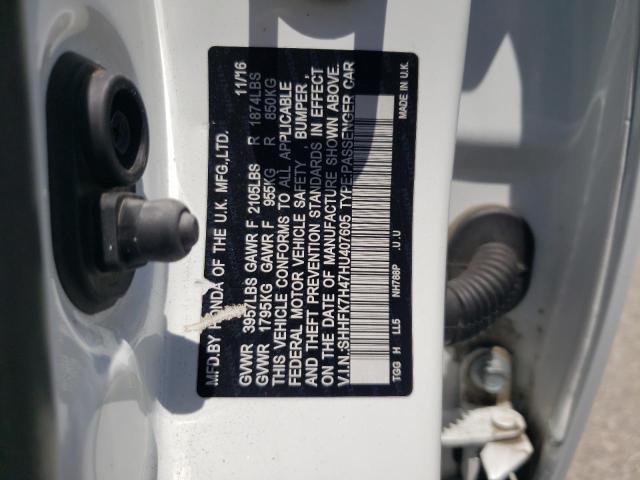 MFD.BY HONDA OF THE U.K. MFG.,LTD. 11/16
GVWR 3957LBS GAWR F 2105LBS R 1874LBS
GVWR 1795KG GAWR F 955KG R 850KG
THIS VEHICLE CONFORMS TO ALL APPLICABLE
FEDERAL MOTOR VEHICLE SAFETY , BUMPER ,
AND THEFT PREVENTION STANDARDS IN EFFECT
ON THE DATE OF MANUFACTURE SHOWN ABOVE.
V.I.N.SHHFK7H47HU407605 TYPE:PASSENGER CAR
TGG H LL5 NH788P .U.U MADE IN U.K.